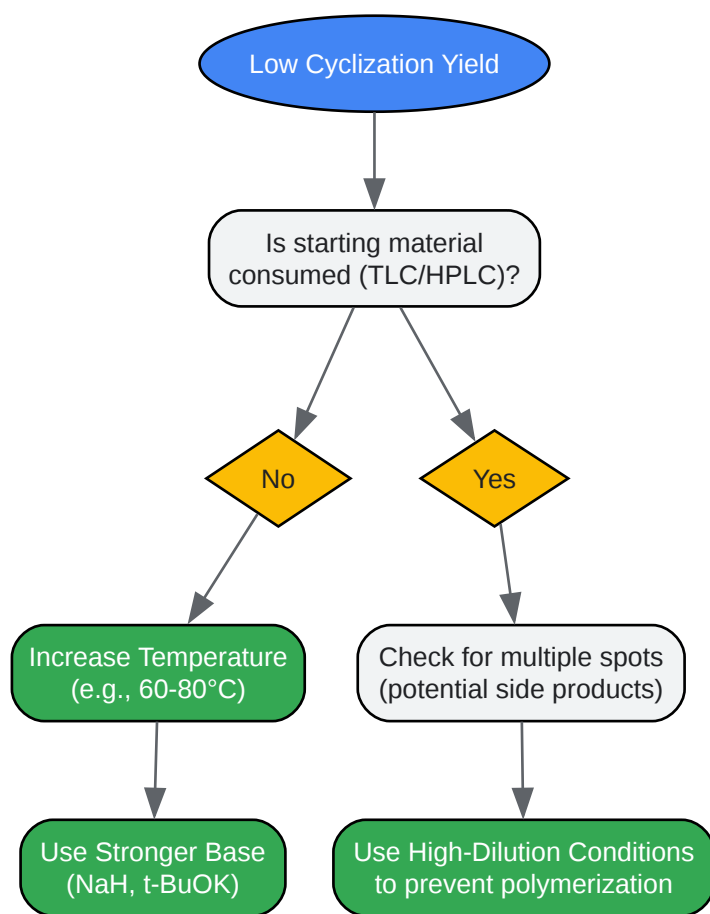 Low Cyclization Yield
Is starting material
consumed (TLC/HPLC)?
No
Yes
Increase Temperature
(e.g., 60-80°C)
Check for multiple spots
(potential side products)
Use Stronger Base
(NaH, t-BuOK)
Use High-Dilution Conditions
to prevent polymerization